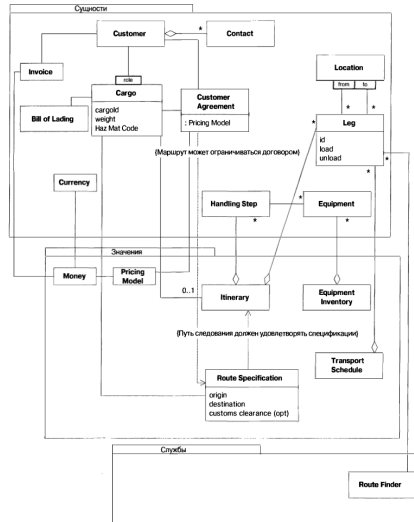 Сущности
Customer
*
Contact
Invoice
role
Location
from
to
Cargo
cargoId
weight
Haz Mat Code
Customer
Agreement
: Pricing Model
*
*
Bill of Lading
*
Leg
id
load
unload
*
*
(Маршрут может ограничиваться договором)
Currency
Handling Step
*
*
Equipment
*
Значения
Money
Pricing
Model
0..1
Itinerary
Equipment
Inventory
(Путь следования должен удовлетворять спецификации)
Transport
Schedule
Route Specification
origin
destination
customs clearance (opt)
Службы
Route Finder